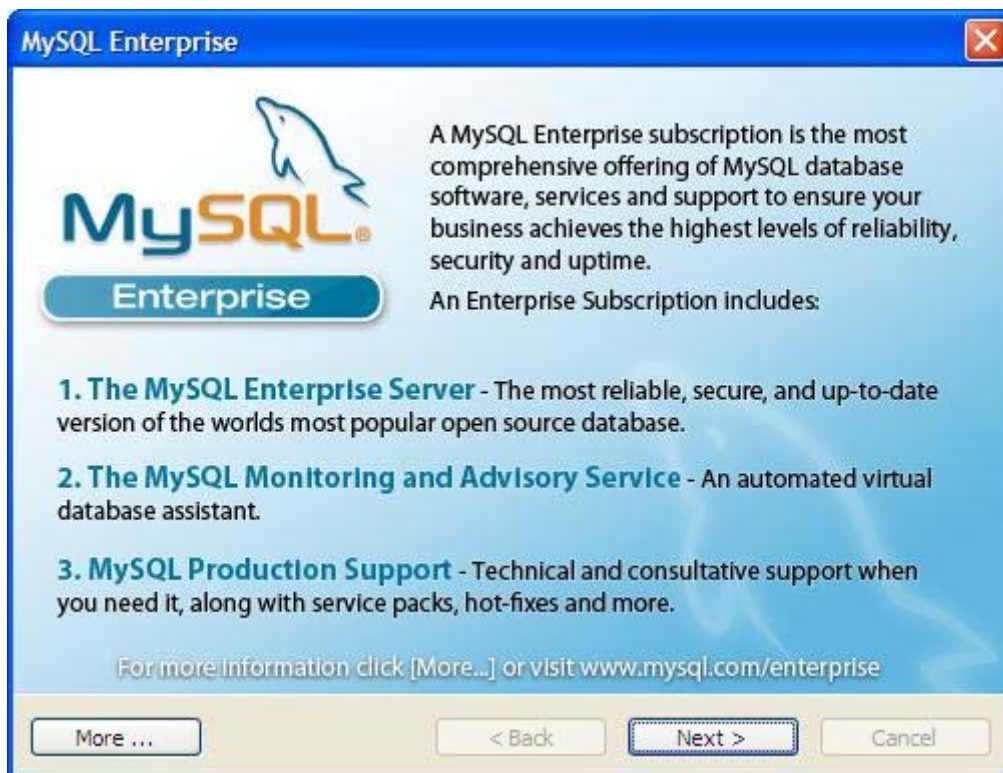 MySQL Enterprise
MySQL®
Enterprise
A MySQL Enterprise subscription is the most
comprehensive offering of MySQL database
software, services and support to ensure your
business achieves the highest levels of reliability,
security and uptime.
An Enterprise Subscription includes:
1. The MySQL Enterprise Server - The most reliable, secure, and up-to-date
version of the worlds most popular open source database.
2. The MySQL Monitoring and Advisory Service - An automated virtual
database assistant.
3. MySQL Production Support - Technical and consultative support when
you need it, along with service packs, hot-fixes and more.
For more information click [More...] or visit www.mysql.com/enterprise
More ... < Back Next > Cancel